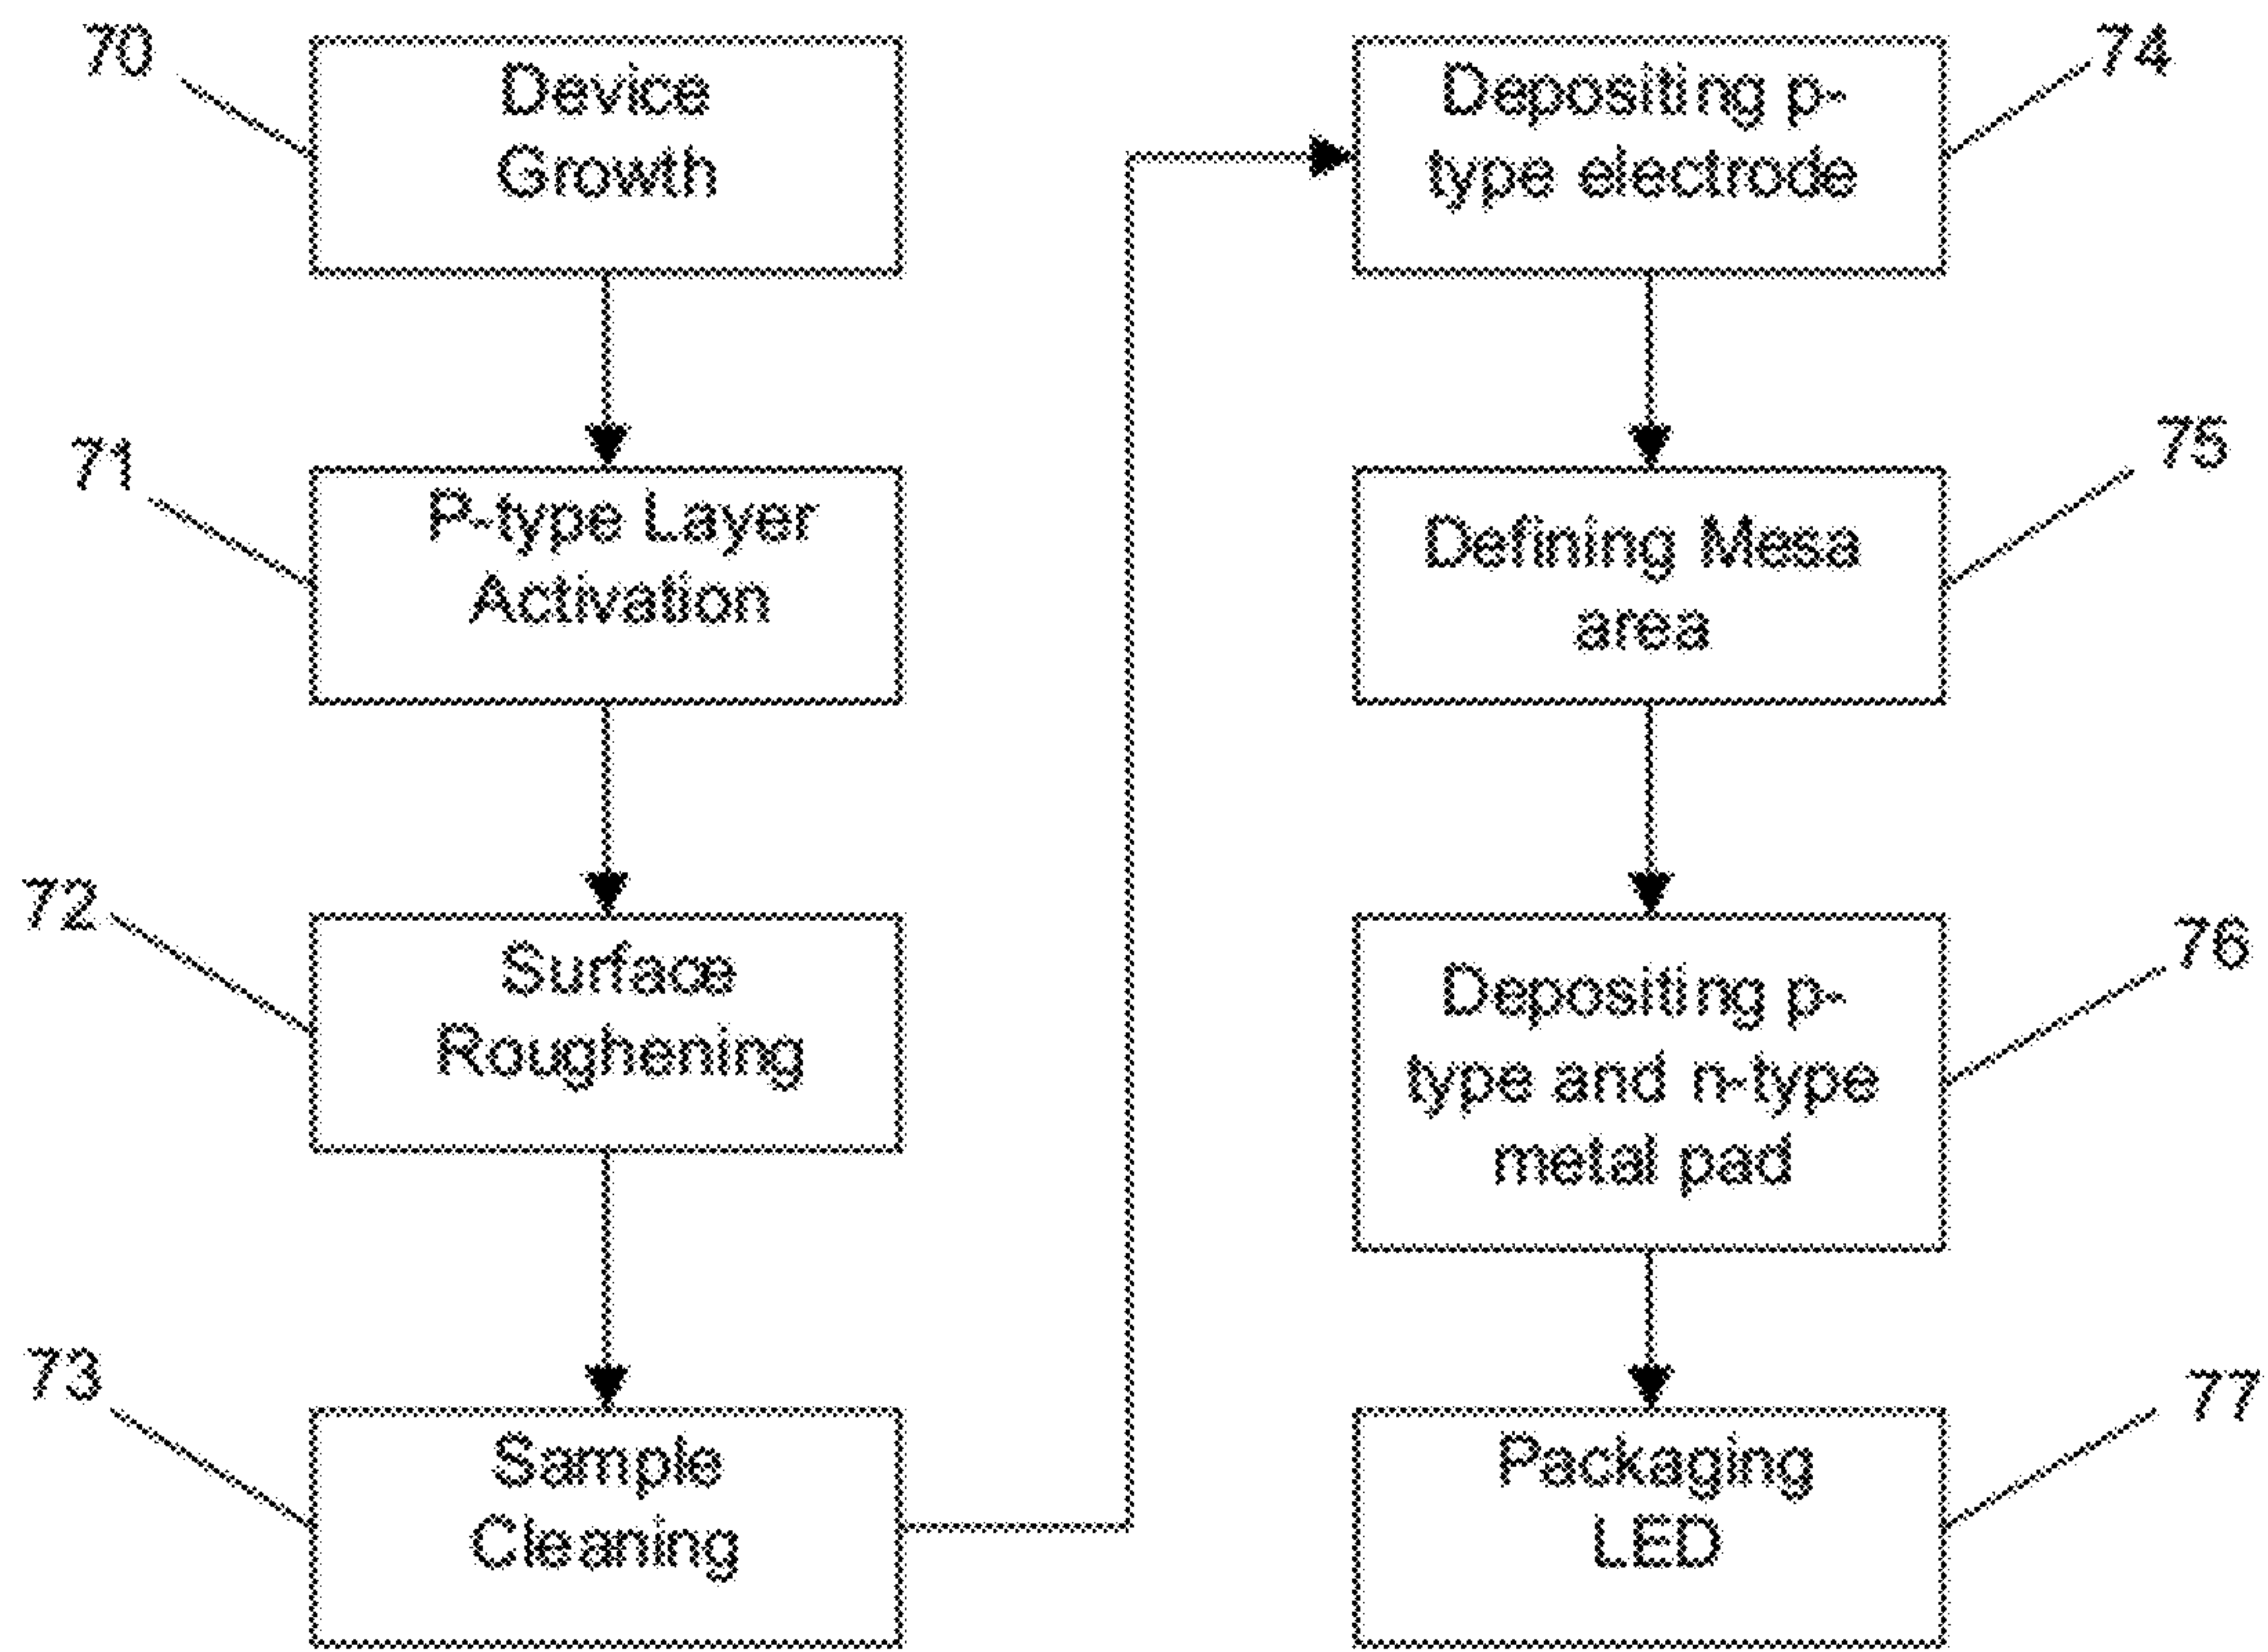 70
Device
Growth
71
P-type Layer
Activation
72
Surface
Roughening
73
Sample
Cleaning
74
Depositing p-
type electrode
75
Defining Mesa
area
76
Depositing p-
type and n-type
metal pad
77
Packaging
LED